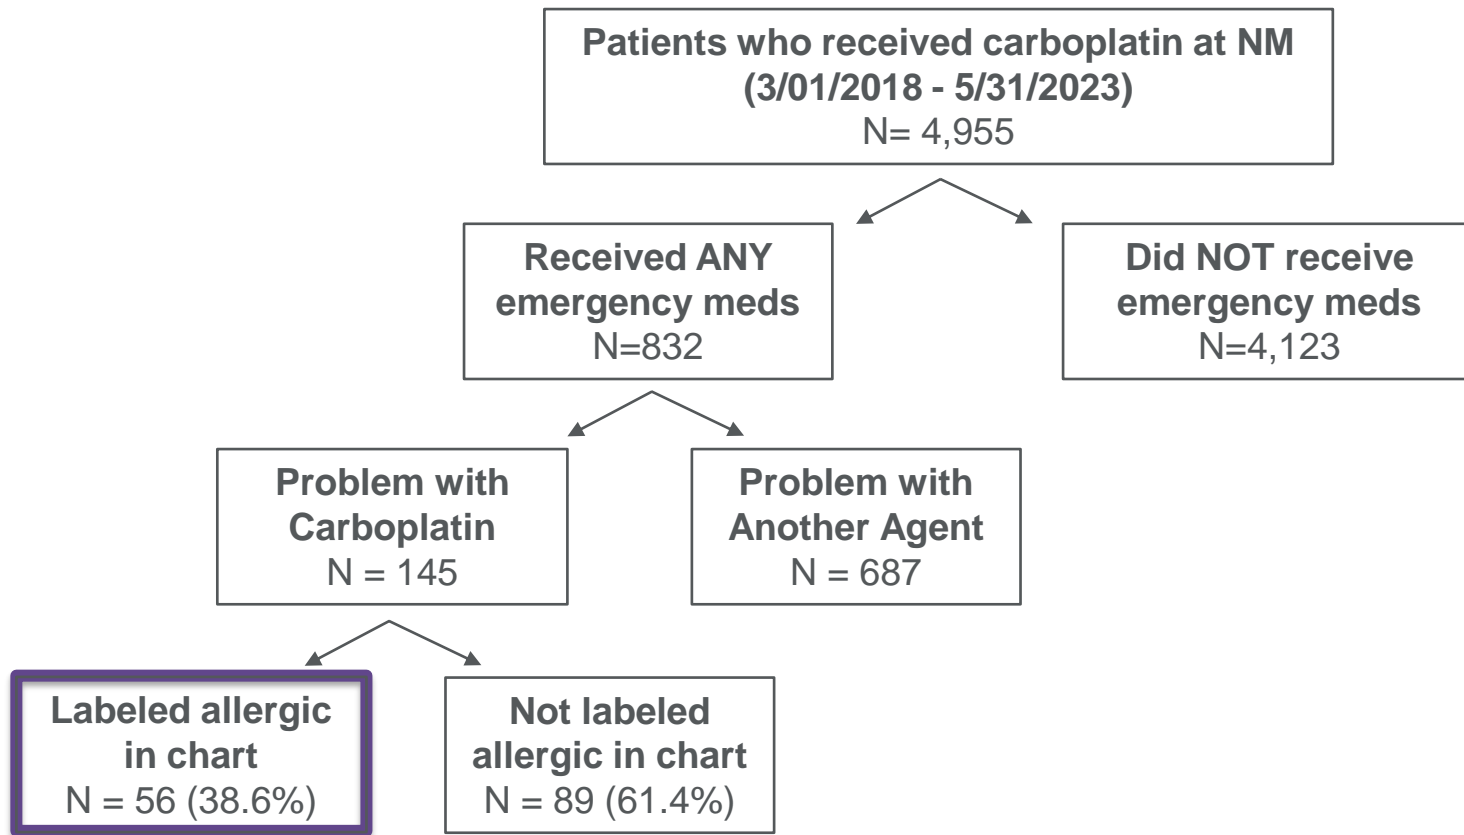 Patients who received carboplatin at NM
(3/01/2018 - 5/31/2023)
N= 4,955
Received ANY
emergency meds
N=832
Did NOT receive
emergency meds
N=4,123
Problem with
Carboplatin
N = 145
Problem with
Another Agent
N = 687
Labeled allergic
in chart
N = 56 (38.6%)
Not labeled
allergic in chart
N = 89 (61.4%)